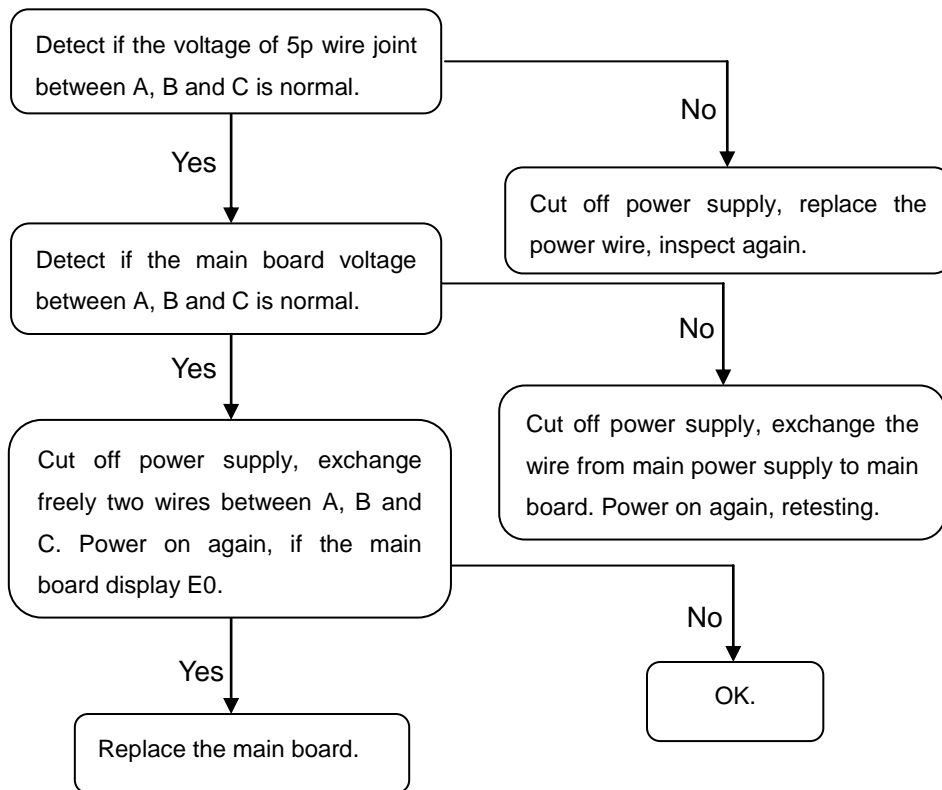 Detect if the voltage of 5p wire joint
between A, B and C is normal.
No
Yes
Cut off power supply, replace the
power wire, inspect again.
Detect if the main board voltage
between A, B and C is normal.
No
Yes
Cut off power supply, exchange the
wire from main power supply to main
board. Power on again, retesting.
Cut off power supply, exchange
freely two wires between A, B and
C. Power on again, if the main
board display E0.
No
Yes
OK.
Replace the main board.